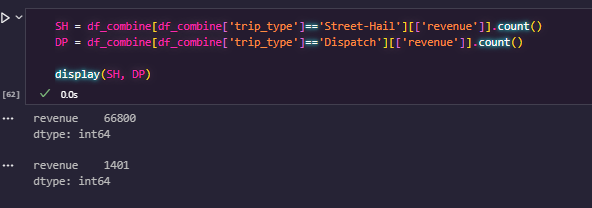 SH = df_combine[df_combine['trip_type']=='Street-Hail'][['revenue']].count()
DP = df_combine[df_combine['trip_type']=='Dispatch'][['revenue']].count()
display(SH, DP)
[62]
0.0s
revenue    66800
dtype: int64
revenue    1401
dtype: int64